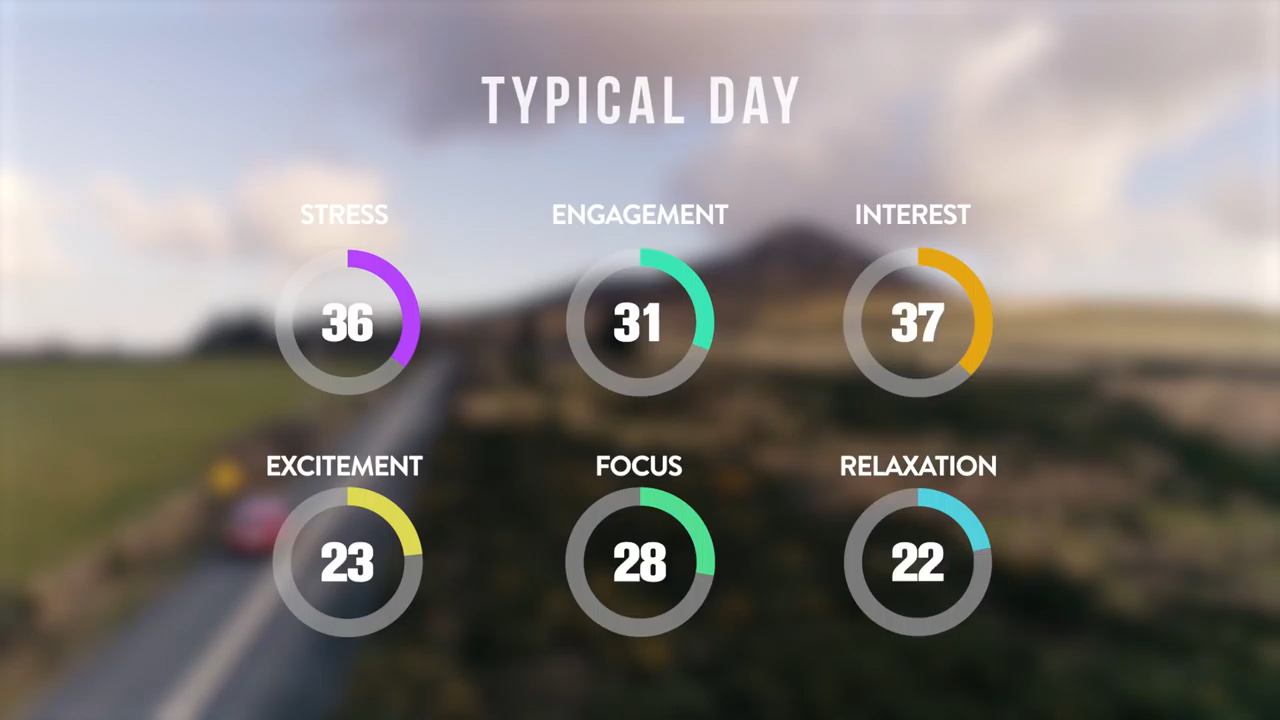 TYPICAL DAY
STRESS
ENGAGEMENT
INTEREST
36
31
37
EXCITEMENT
FOCUS
RELAXATION
23
28
22